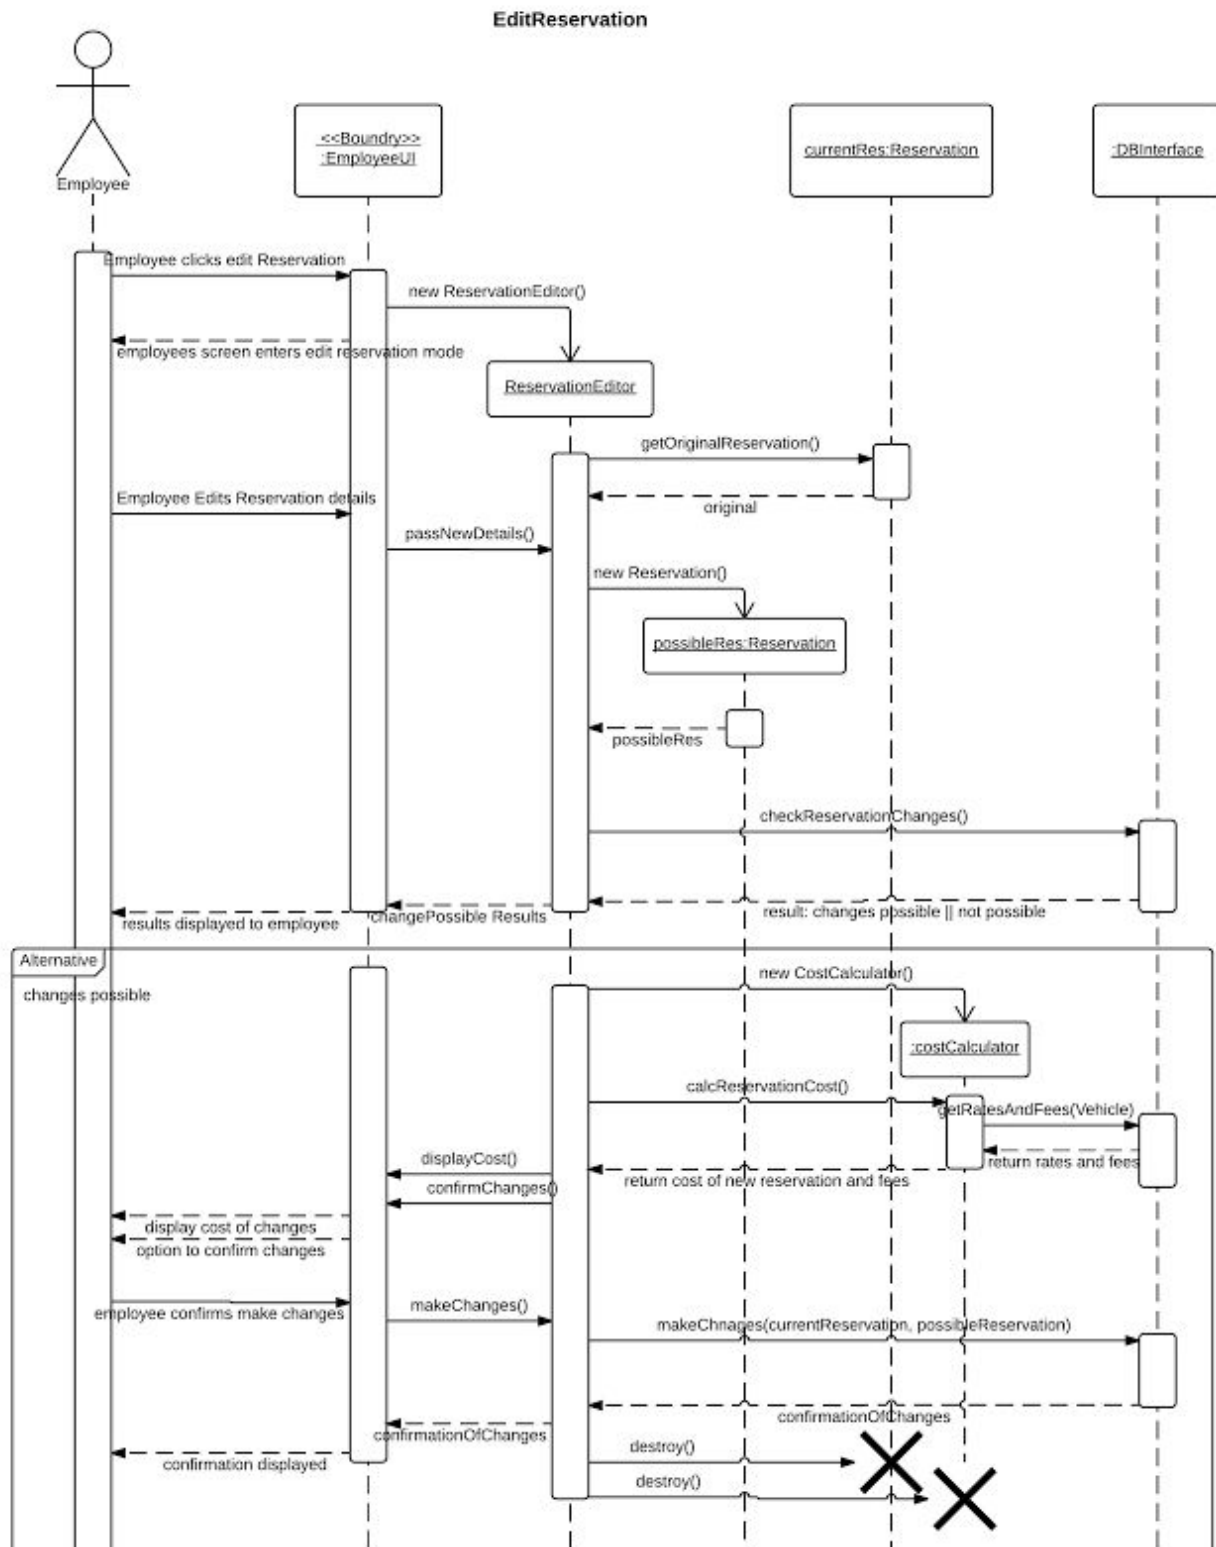 EditReservation
Employee
<<Boundry>>
:EmployeeUI
currentRes:Reservation
:DBInterface
Employee clicks edit Reservation
new ReservationEditor()
employees screen enters edit reservation mode
ReservationEditor
getOriginalReservation()
Employee Edits Reservation details
original
passNewDetails()
new Reservation()
possibleRes:Reservation
possibleRes
checkReservationChanges()
changePossible Results
result: changes possible || not possible
results displayed to employee
Alternative
changes possible
new CostCalculator()
:costCalculator
calcReservationCost()
getRatesAndFees(Vehicle)
displayCost()
return rates and fees
return cost of new reservation and fees
confirmChanges()
display cost of changes
option to confirm changes
employee confirms make changes
makeChanges()
makeChnages(currentReservation, possibleReservation)
confirmationOfChanges
confirmationOfChanges
destroy()
confirmation displayed
destroy()